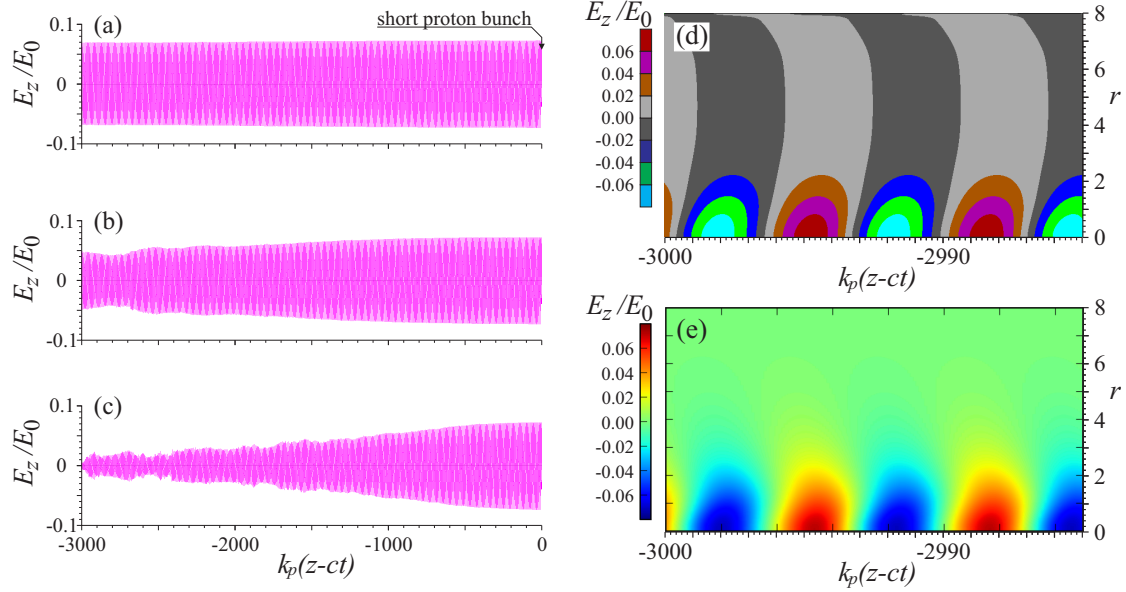 short proton bunch
(a)
E_z/E_0
0.1
0
-0.1
(b)
E_z/E_0
0.1
0
-0.1
(c)
E_z/E_0
0.1
0
-0.1
-3000 -2000 -1000 0
k_p(z-ct)
E_z/E_0
(d)
0.06
0.04
0.02
0.00
-0.02
-0.04
-0.06
8
6
r
4
2
0
-3000 -2990
k_p(z-ct)
E_z/E_0
(e)
0.06
0.04
0.02
0.00
-0.02
-0.04
-0.06
8
6
r
4
2
0
-3000 -2990
k_p(z-ct)